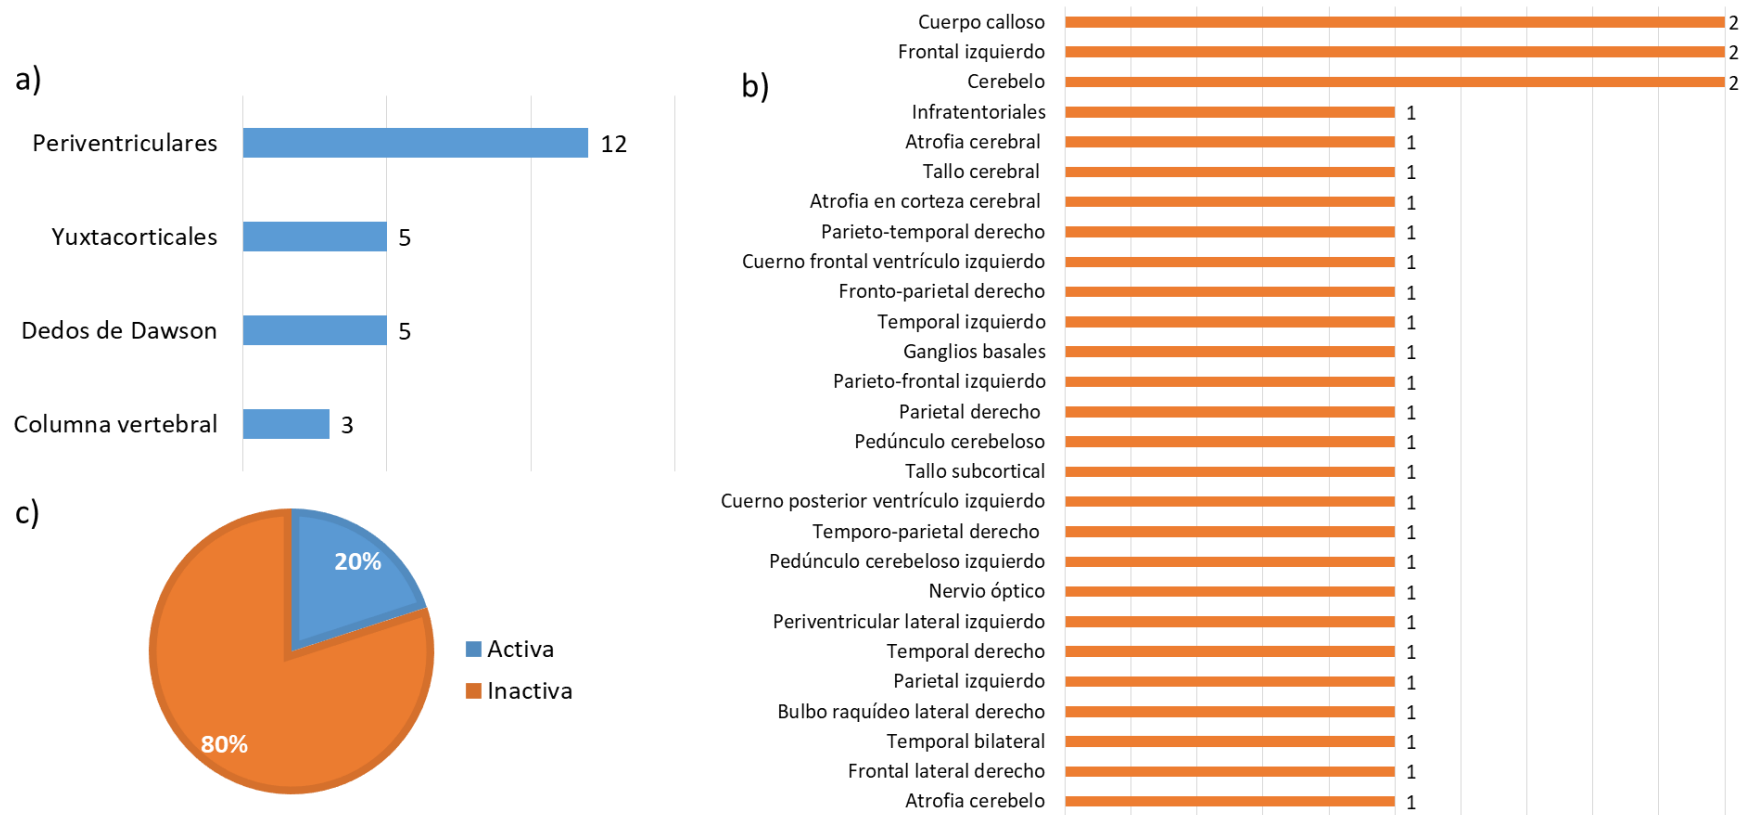 a)
Periventriculares 12
Yuxtacorticales 5
Dedos de Dawson 5
Columna vertebral 3
b)
Cuerpo calloso 2
Frontal izquierdo 2
Cerebelo 2
Infratentoriales 1
Atrofia cerebral 1
Tallo cerebral 1
Atrofia en corteza cerebral 1
Parieto-temporal derecho 1
Cuerno frontal ventrículo izquierdo 1
Fronto-parietal derecho 1
Temporal izquierdo 1
Ganglios basales 1
Parieto-frontal izquierdo 1
Parietal derecho 1
Pedúnculo cerebeloso 1
Tallo subcortical 1
Cuerno posterior ventrículo izquierdo 1
Temporo-parietal derecho 1
Pedúnculo cerebeloso izquierdo 1
Nervio óptico 1
Periventricular lateral izquierdo 1
Temporal derecho 1
Parietal izquierdo 1
Bulbo raquídeo lateral derecho 1
Temporal bilateral 1
Frontal lateral derecho 1
Atrofia cerebelo 1
c)
20%
80%
Activa
Inactiva